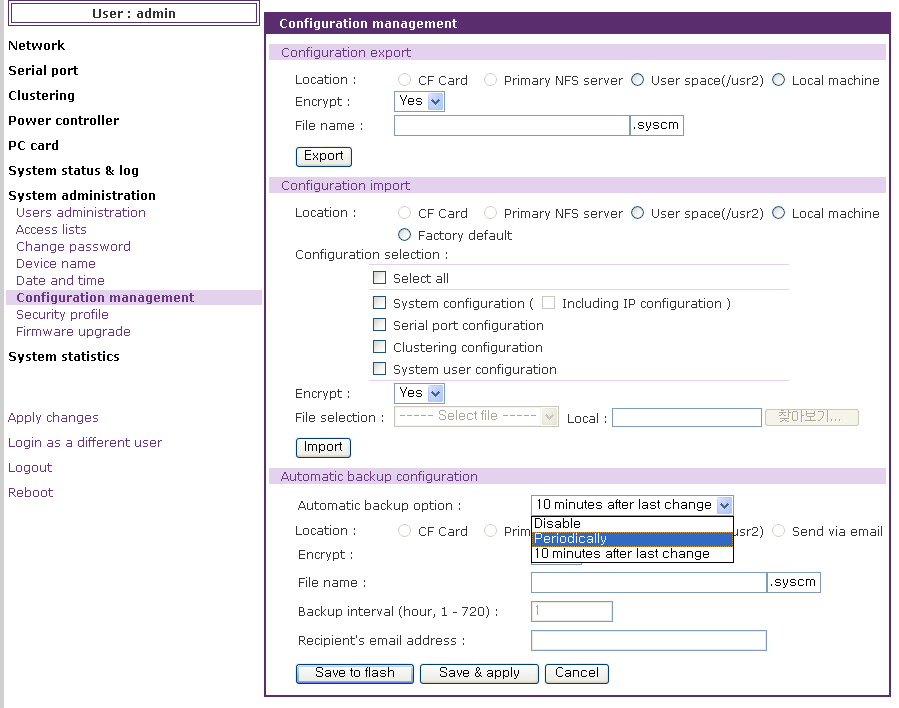 User : admin
Network
Serial port
Clustering
Power controller
PC card
System status & log
System administration
Users administration
Access lists
Change password
Device name
Date and time
Configuration management
Security profile
Firmware upgrade
System statistics
Apply changes
Login as a different user
Logout
Reboot
Configuration management
Configuration export
Location : CF Card Primary NFS server User space(/usr2) Local machine
Encrypt : Yes
File name : .syscm
Export
Configuration import
Location : CF Card Primary NFS server User space(/usr2) Local machine
Factory default
Configuration selection :
Select all
System configuration ( Including IP configuration )
Serial port configuration
Clustering configuration
System user configuration
Encrypt : Yes
File selection : ----- Select file ----- Local : 찾아보기...
Import
Automatic backup configuration
Automatic backup option : 10 minutes after last change
Disable
Periodically
10 minutes after last change
Location : CF Card Prim usr2) Send via email
Encrypt :
File name : .syscm
Backup interval (hour, 1 - 720) : 1
Recipient's email address :
Save to flash Save & apply Cancel